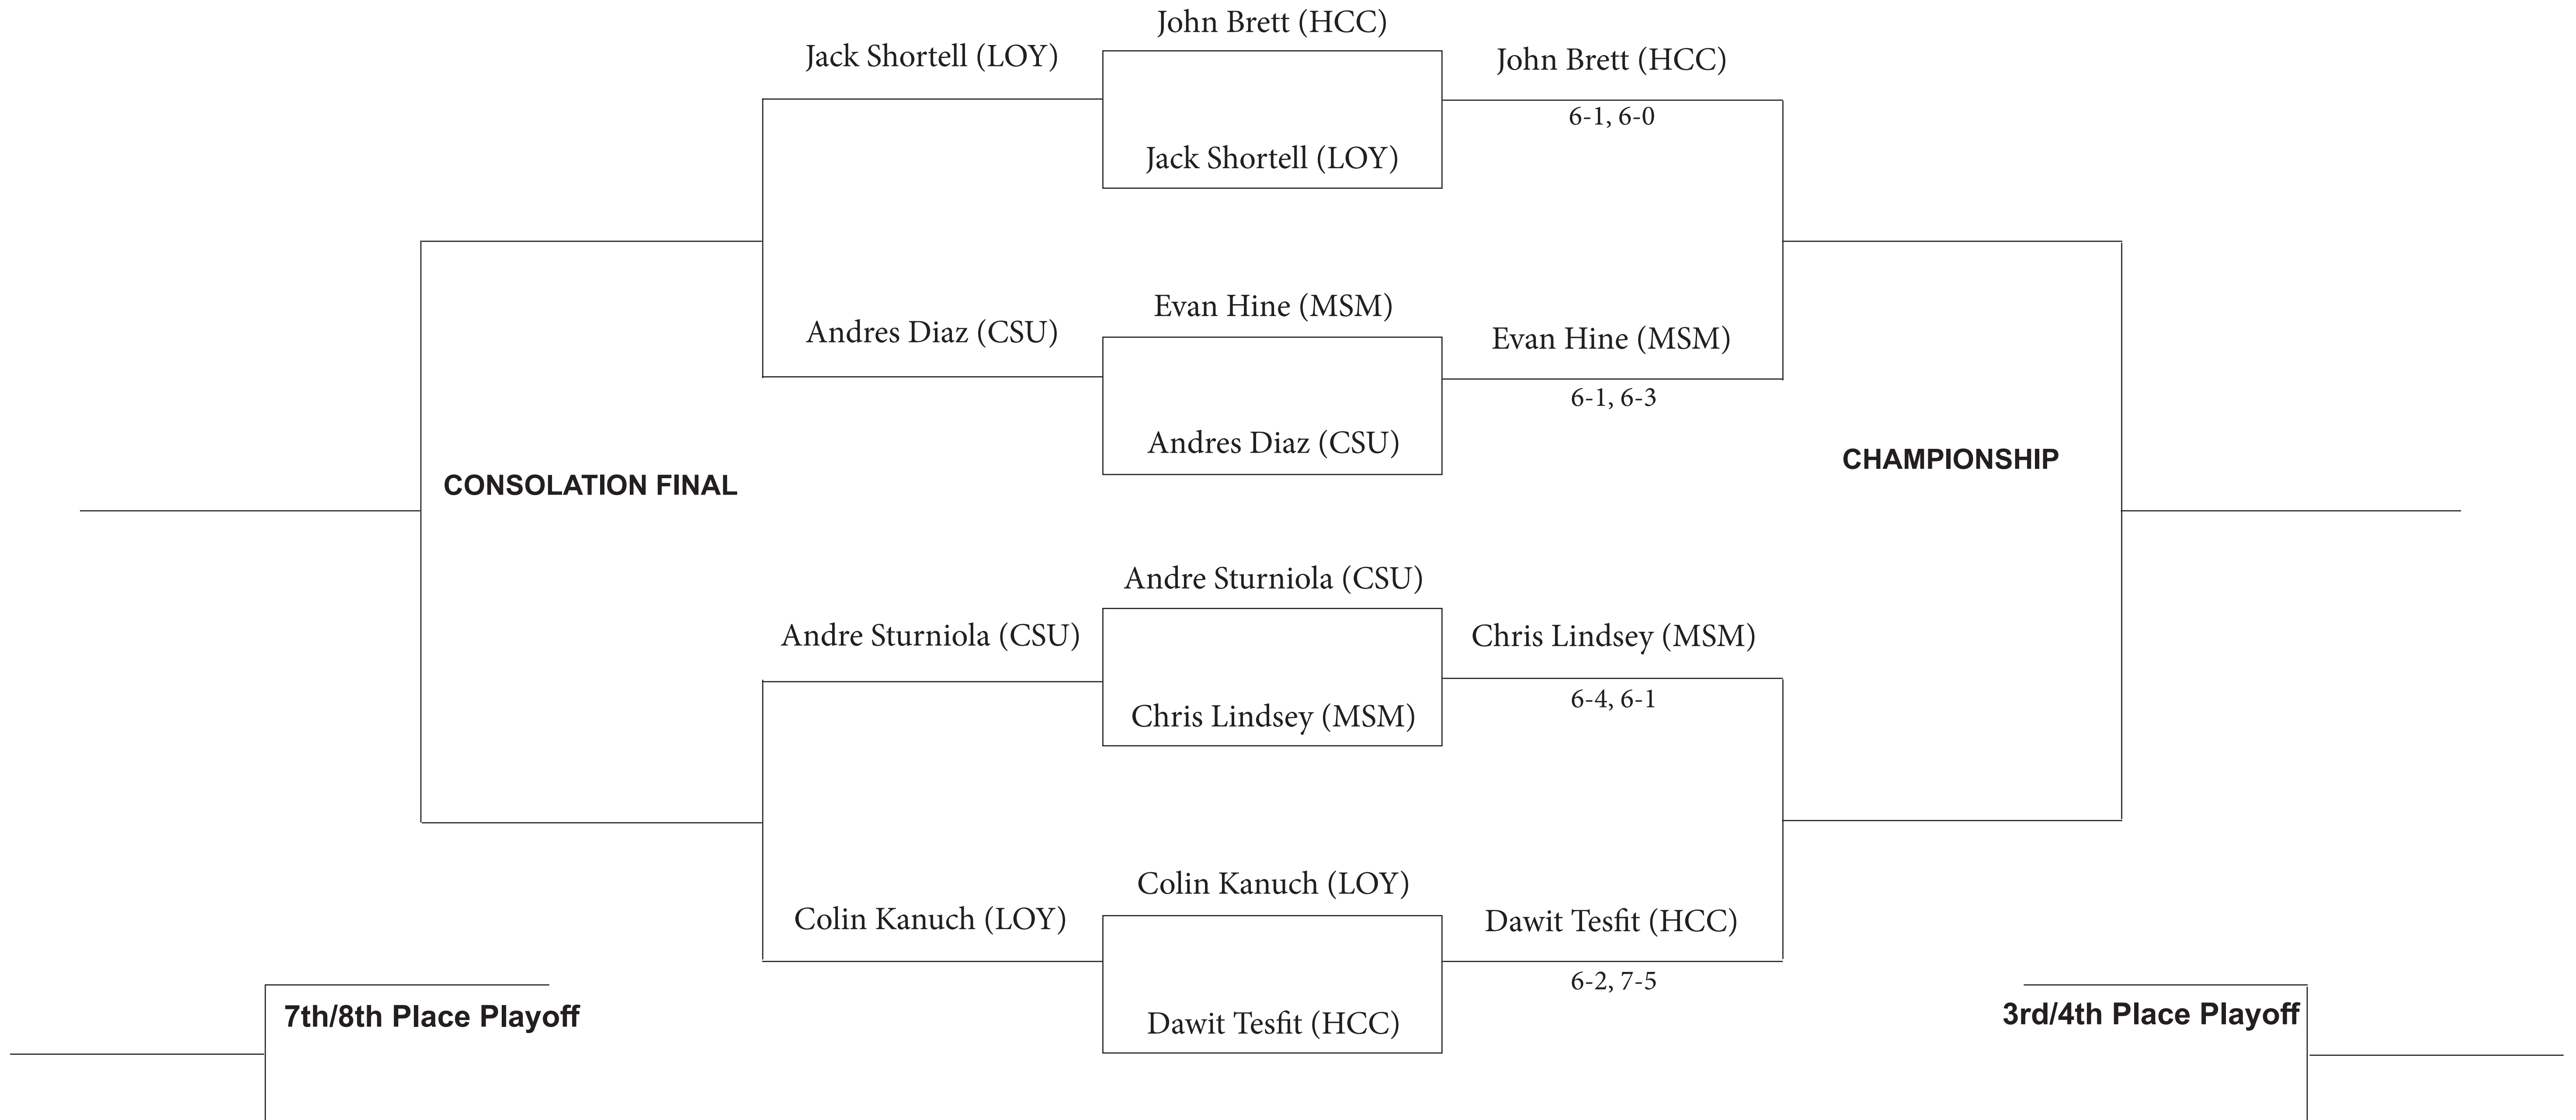 John Brett (HCC)
Jack Shortell (LOY)
John Brett (HCC)
6-1, 6-0
Jack Shortell (LOY)
Evan Hine (MSM)
Andres Diaz (CSU)
Evan Hine (MSM)
6-1, 6-3
Andres Diaz (CSU)
CHAMPIONSHIP
CONSOLATION FINAL
Andre Sturniola (CSU)
Andre Sturniola (CSU)
Chris Lindsey (MSM)
6-4, 6-1
Chris Lindsey (MSM)
Colin Kanuch (LOY)
Colin Kanuch (LOY)
Dawit Tesfit (HCC)
6-2, 7-5
Dawit Tesfit (HCC)
7th/8th Place Playoff
3rd/4th Place Playoff